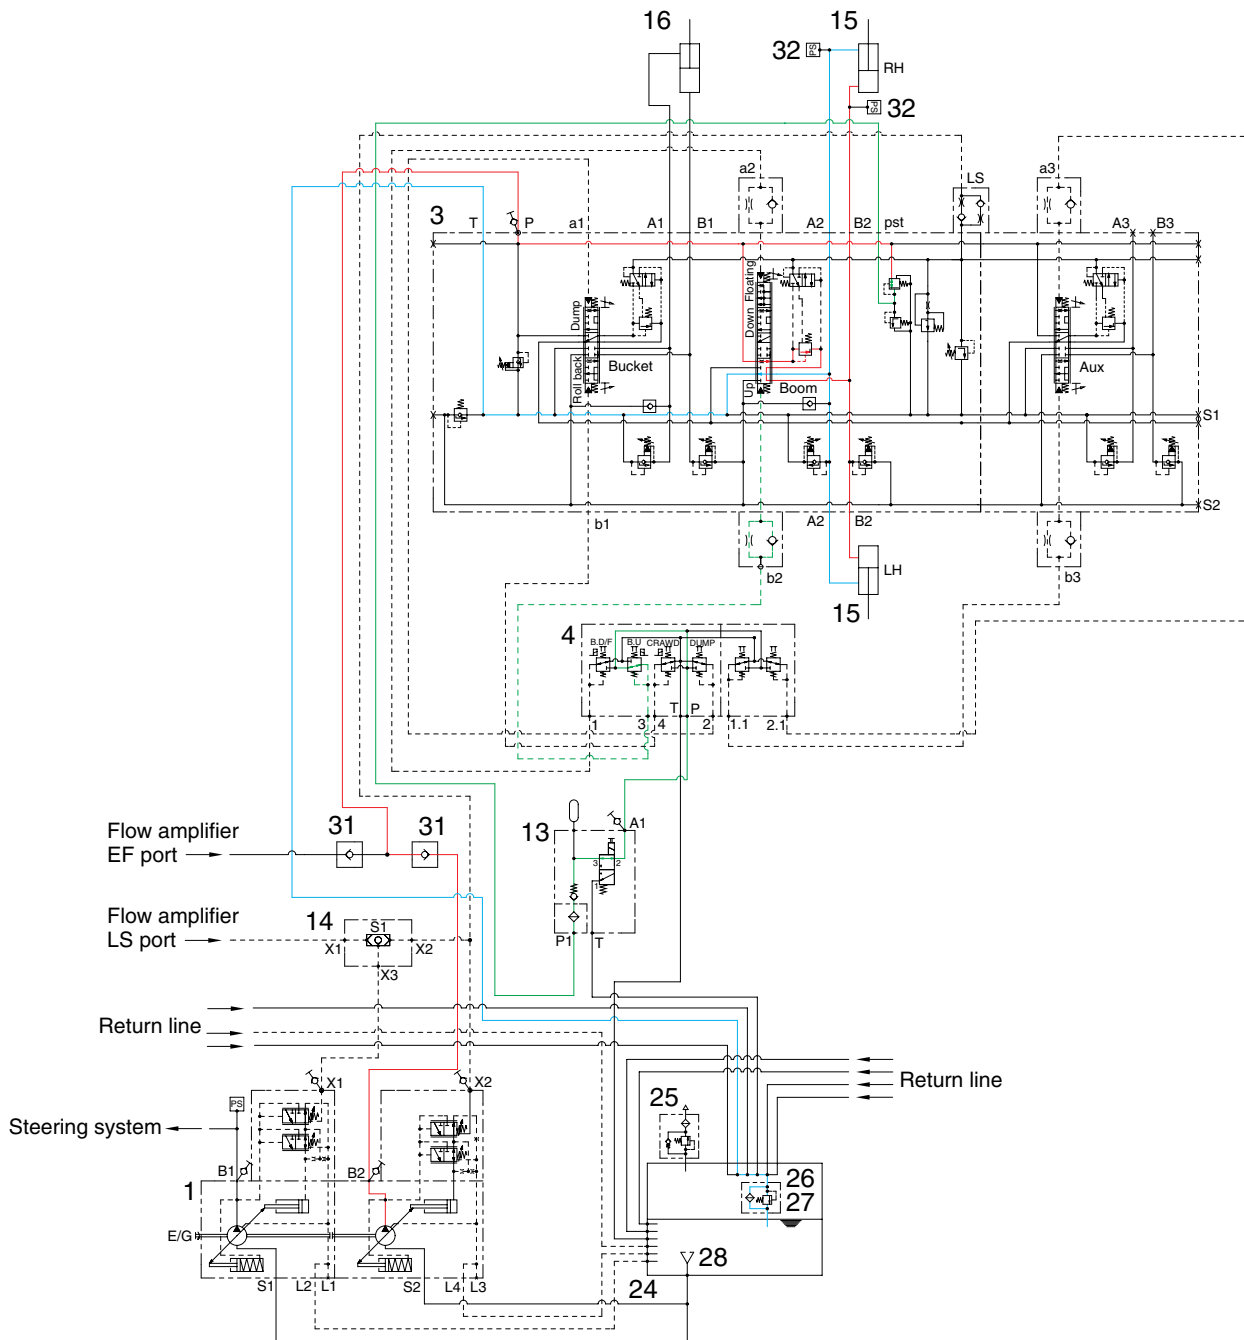 16
15
32
PS
RH
PS
32
a2
LS
a3
3
T
P
a1
A1
B1
A2
B2
pst
A3
B3
Dump
Roll back
Bucket
Down Floating
Up
Boom
Aux
S1
S2
b1
A2
B2
b2
LH
b3
15
4
B.D/F
B.U
CRAWD
DUMP
T
P
1
3
4
2
1.1
2.1
13
A1
3
2
1
P1
T
Flow amplifier
EF port
31
31
Flow amplifier
LS port
14
S1
X1
X2
X3
Return line
Return line
X1
X2
PS
Steering system
B1
B2
1
E/G
S1
L2
L1
S2
L4
L3
25
26
27
28
24